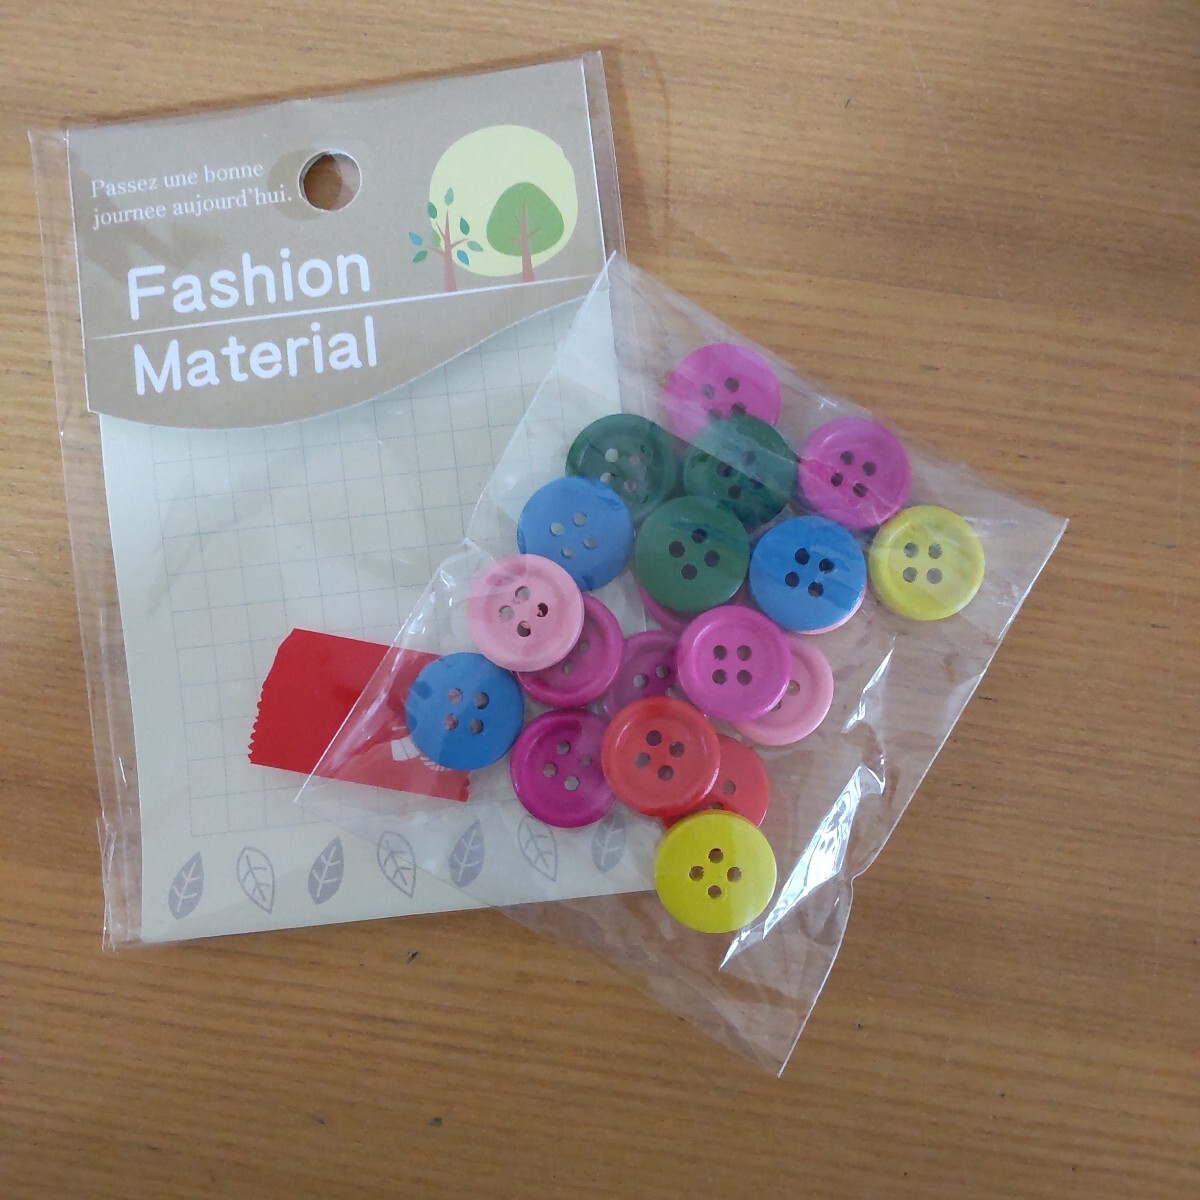 Passez une bonne
journee aujourd'hui.
Fashion
Material